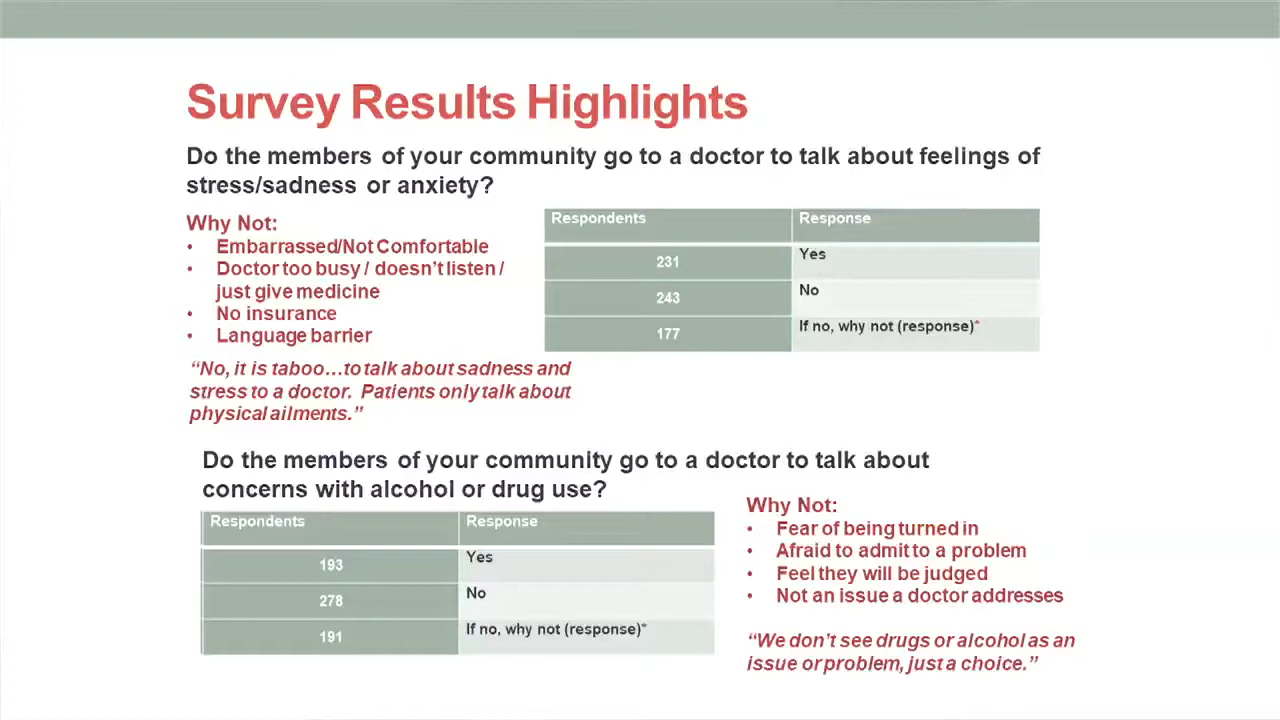 Survey Results Highlights
Do the members of your community go to a doctor to talk about feelings of
stress/sadness or anxiety?
Why Not:
• Embarrassed/Not Comfortable
• Doctor too busy / doesn't listen /
just give medicine
• No insurance
• Language barrier
“No, it is taboo…to talk about sadness and
stress to a doctor. Patients only talk about
physical ailments.”
Respondents Response
231 Yes
243 No
177 If no, why not (response)*
Do the members of your community go to a doctor to talk about
concerns with alcohol or drug use?
Respondents Response
193 Yes
278 No
191 If no, why not (response)*
Why Not:
• Fear of being turned in
• Afraid to admit to a problem
• Feel they will be judged
• Not an issue a doctor addresses
“We don't see drugs or alcohol as an
issue or problem, just a choice.”